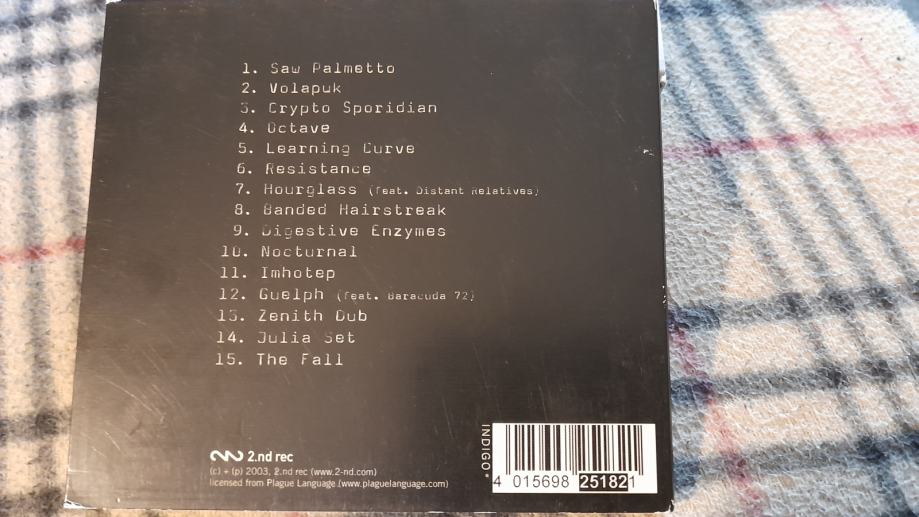 1. Saw Palmetto
2. Volapuk
3. Crypto Sporidian
4. Octave
5. Learning Curve
6. Resistance
7. Hourglass (feat. Distant Relatives)
8. Banded Hairstreak
9. Digestive Enzymes
10. Nocturnal
11. Imhotep
12. Guelph (feat. Baracuda 72)
13. Zenith Dub
14. Julia Set
15. The Fall
2.nd rec
(c) + (p) 2003, 2.nd rec (www.2-nd.com)
licensed from Plague Language (www.plaguelanguage.com)
INDIGO*
4 015698 251821